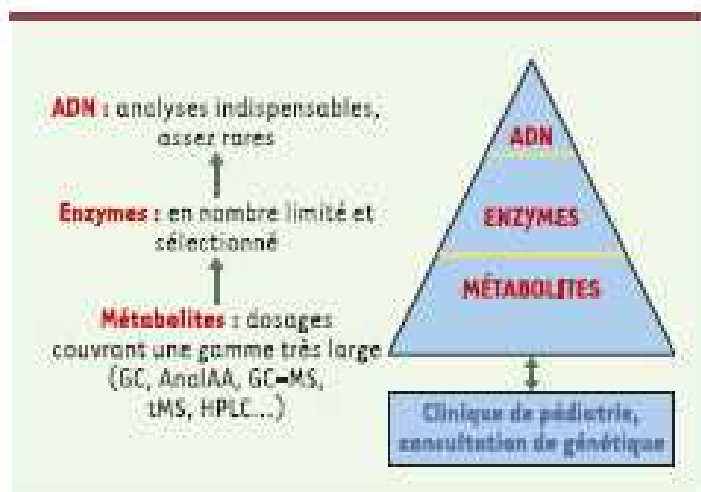 ADN : analyses indispensables,
assez rares
Enzymes : en nombre limité et
sélectionné
Métabolites : dosages
couvrant une gamme très large
(GC, AnalAA, GC-MS,
tMS, HPLC...)
ADN
ENZYMES
MÉTABOLITES
Clinique de pédiatrie,
consultation de génétique